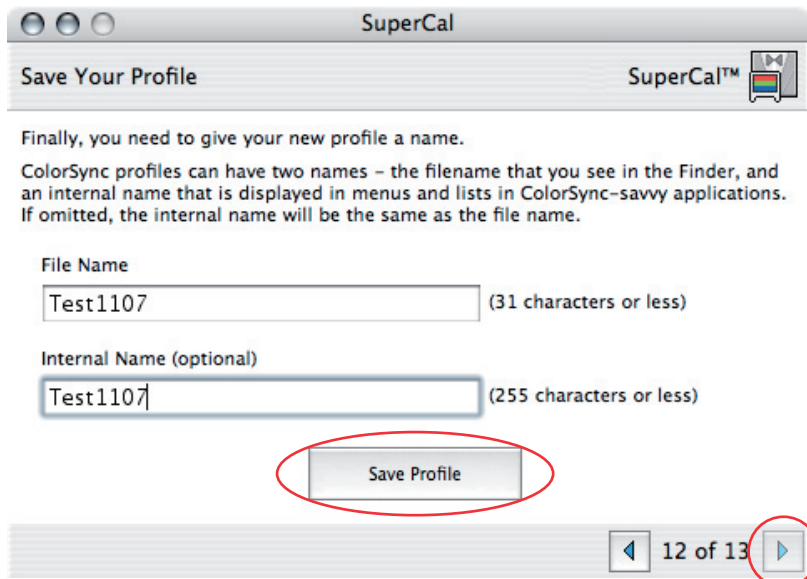 SuperCal
Save Your Profile
SuperCal™
Finally, you need to give your new profile a name.
ColorSync profiles can have two names – the filename that you see in the Finder, and
an internal name that is displayed in menus and lists in ColorSync-savvy applications.
If omitted, the internal name will be the same as the file name.
File Name
Test1107 (31 characters or less)
Internal Name (optional)
Test1107 (255 characters or less)
Save Profile
12 of 13